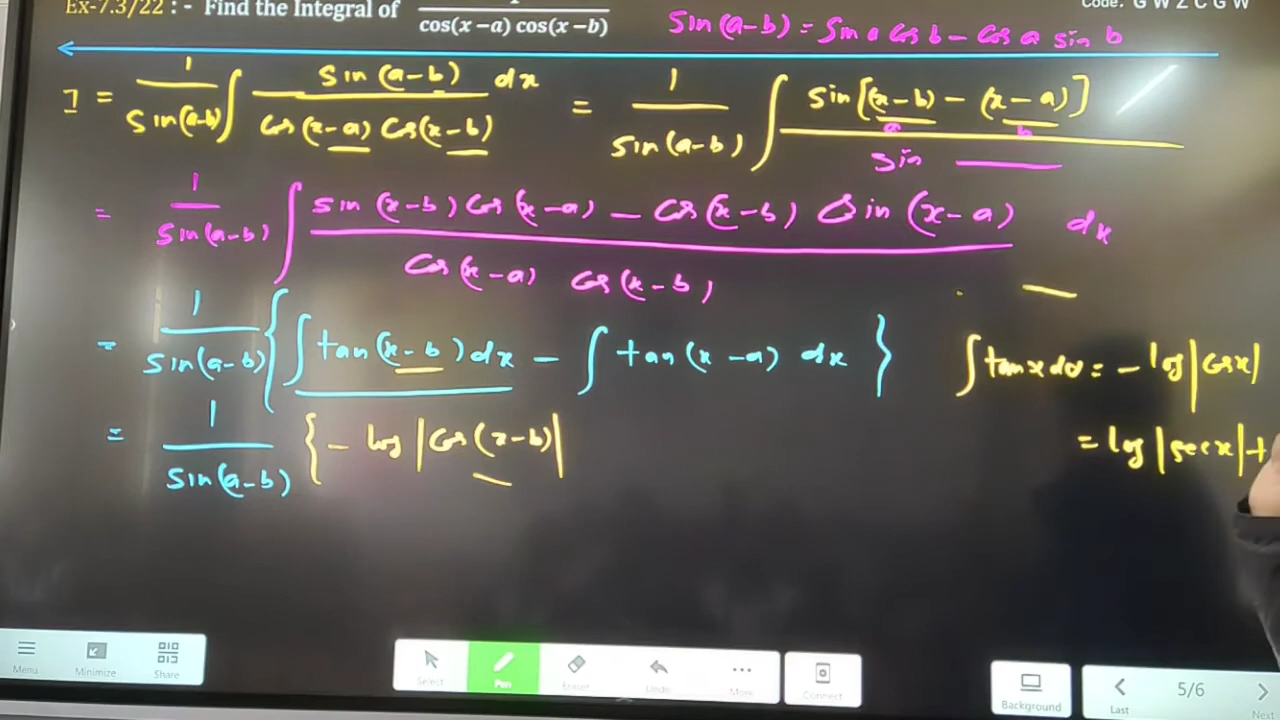 Ex-7.3/22 : - Find the Integral of 1/(cos(x−a) cos(x−b))
Code: G W Z C G W
Sin(a-b) = Sin a Cos b - Cos a sin b
I = 1/Sin(a-b) ∫ Sin(a-b)/(Cos(x-a) Cos(x-b)) dx = 1/Sin(a-b) ∫ Sin[(x-b) - (x-a)]/Sin
a b
= 1/Sin(a-b) ∫ (Sin(x-b) Cos(x-a) - Cos(x-b) Sin(x-a))/(Cos(x-a) Cos(x-b)) dx
= 1/Sin(a-b) { ∫ tan(x-b) dx - ∫ tan(x-a) dx }
∫ tan x dx = - log |Cos x|
= 1/Sin(a-b) { - log |Cos(x-b)|
= log |sec x| +
Menu
Minimize
Share
Select
Pen
Eraser
Undo
More
Connect
Background
Last
5/6
Next